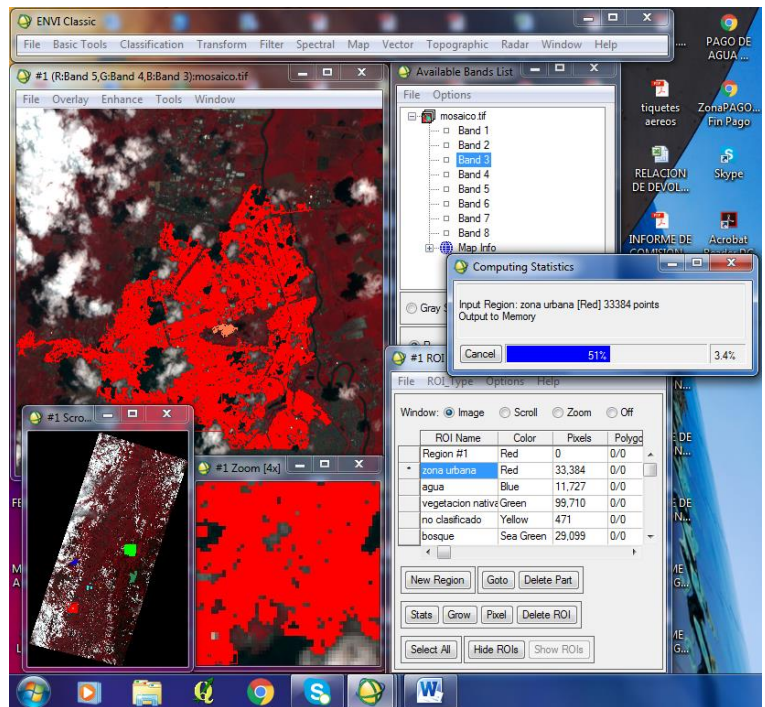 ENVI Classic
File Basic Tools Classification Transform Filter Spectral Map Vector Topographic Radar Window Help
#1 (R:Band 5,G:Band 4,B:Band 3):mosaico.tif
File Overlay Enhance Tools Window
Available Bands List
File Options
mosaico.tif
Band 1
Band 2
Band 3
Band 4
Band 5
Band 6
Band 7
Band 8
Map Info
Gray S
Computing Statistics
Input Region: zona urbana [Red] 33384 points
Output to Memory
Cancel 51% 3.4%
#1 ROI
File ROI_Type Options Help
Window: Image Scroll Zoom Off
ROI Name Color Pixels Polygo
Region #1 Red 0 0/0
* zona urbana Red 33,384 0/0
agua Blue 11,727 0/0
vegetacion nativa Green 99,710 0/0
no clasificado Yellow 471 0/0
bosque Sea Green 29,099 0/0
New Region Goto Delete Part
Stats Grow Pixel Delete ROI
Select All Hide ROIs Show ROIs
#1 Scro...
#1 Zoom [4x]
PAGO DE AGUA ...
tiquetes aereos
ZonaPAGO... Fin Pago
RELACION DE DEVOL...
Skype
INFORME DE COMISION
Acrobat Reader DC